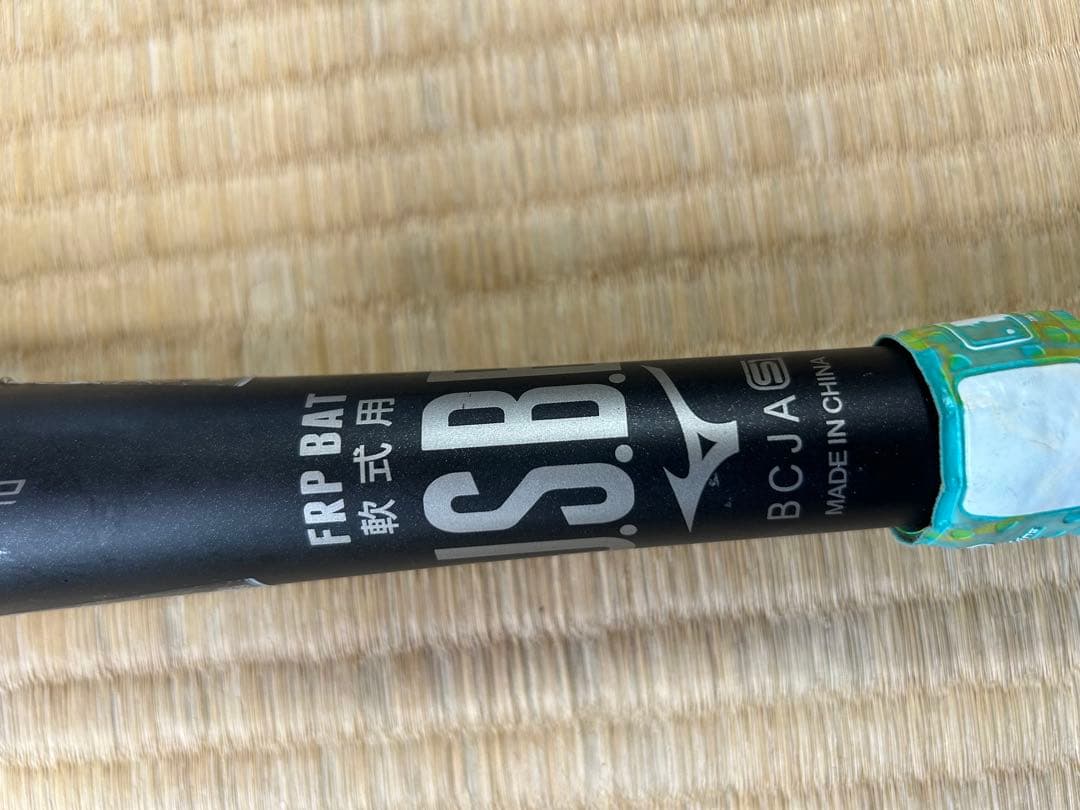 FRP BAT
軟式用
.S.B.
BCJA S
MADE IN CHINA